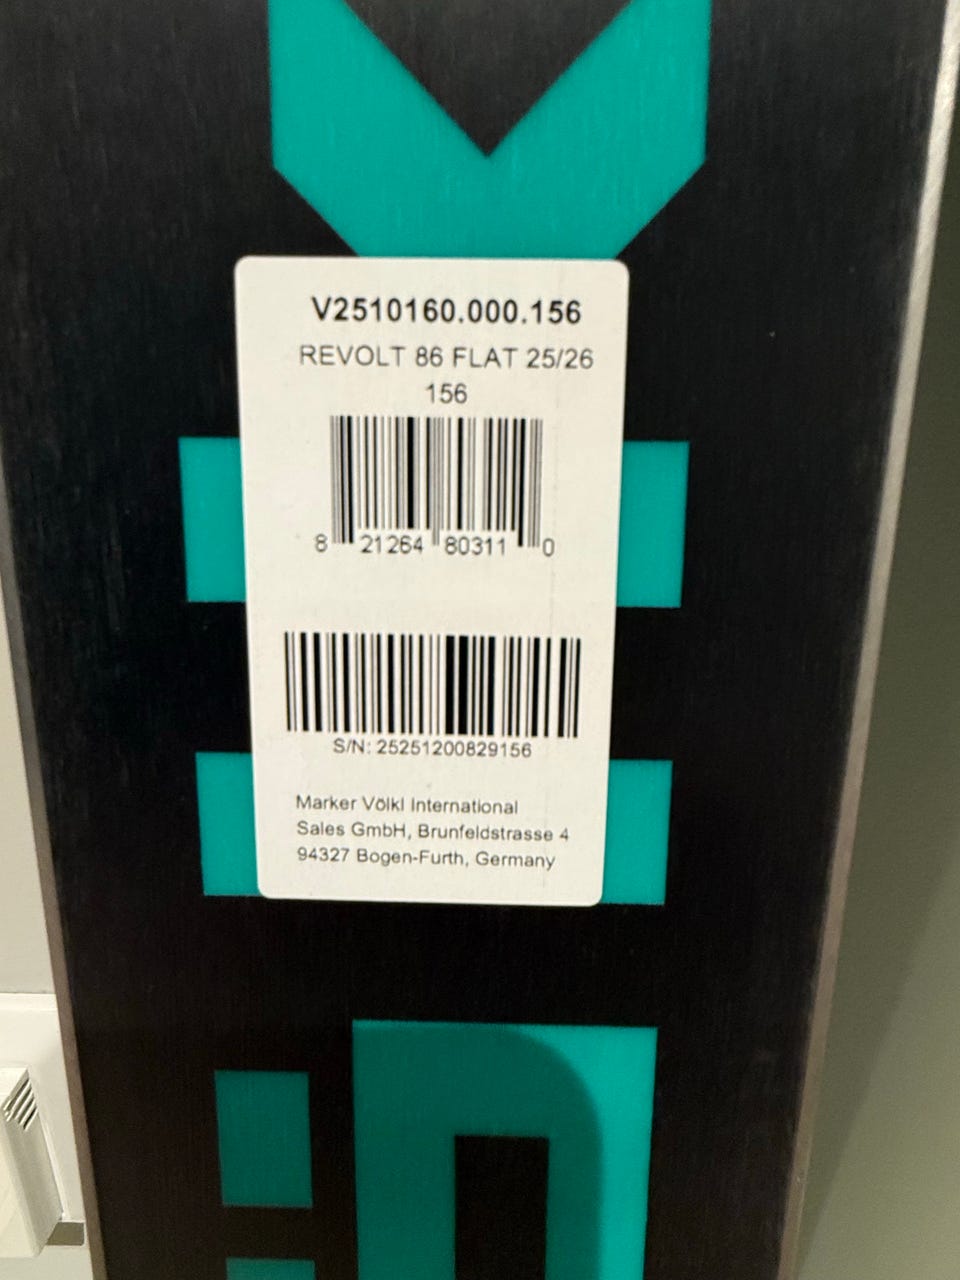 V2510160.000.156
REVOLT 86 FLAT 25/26
156
8 21264 80311 0
S/N: 25251200829156
Marker Völkl International
Sales GmbH, Brunfeldstrasse 4
94327 Bogen-Furth, Germany